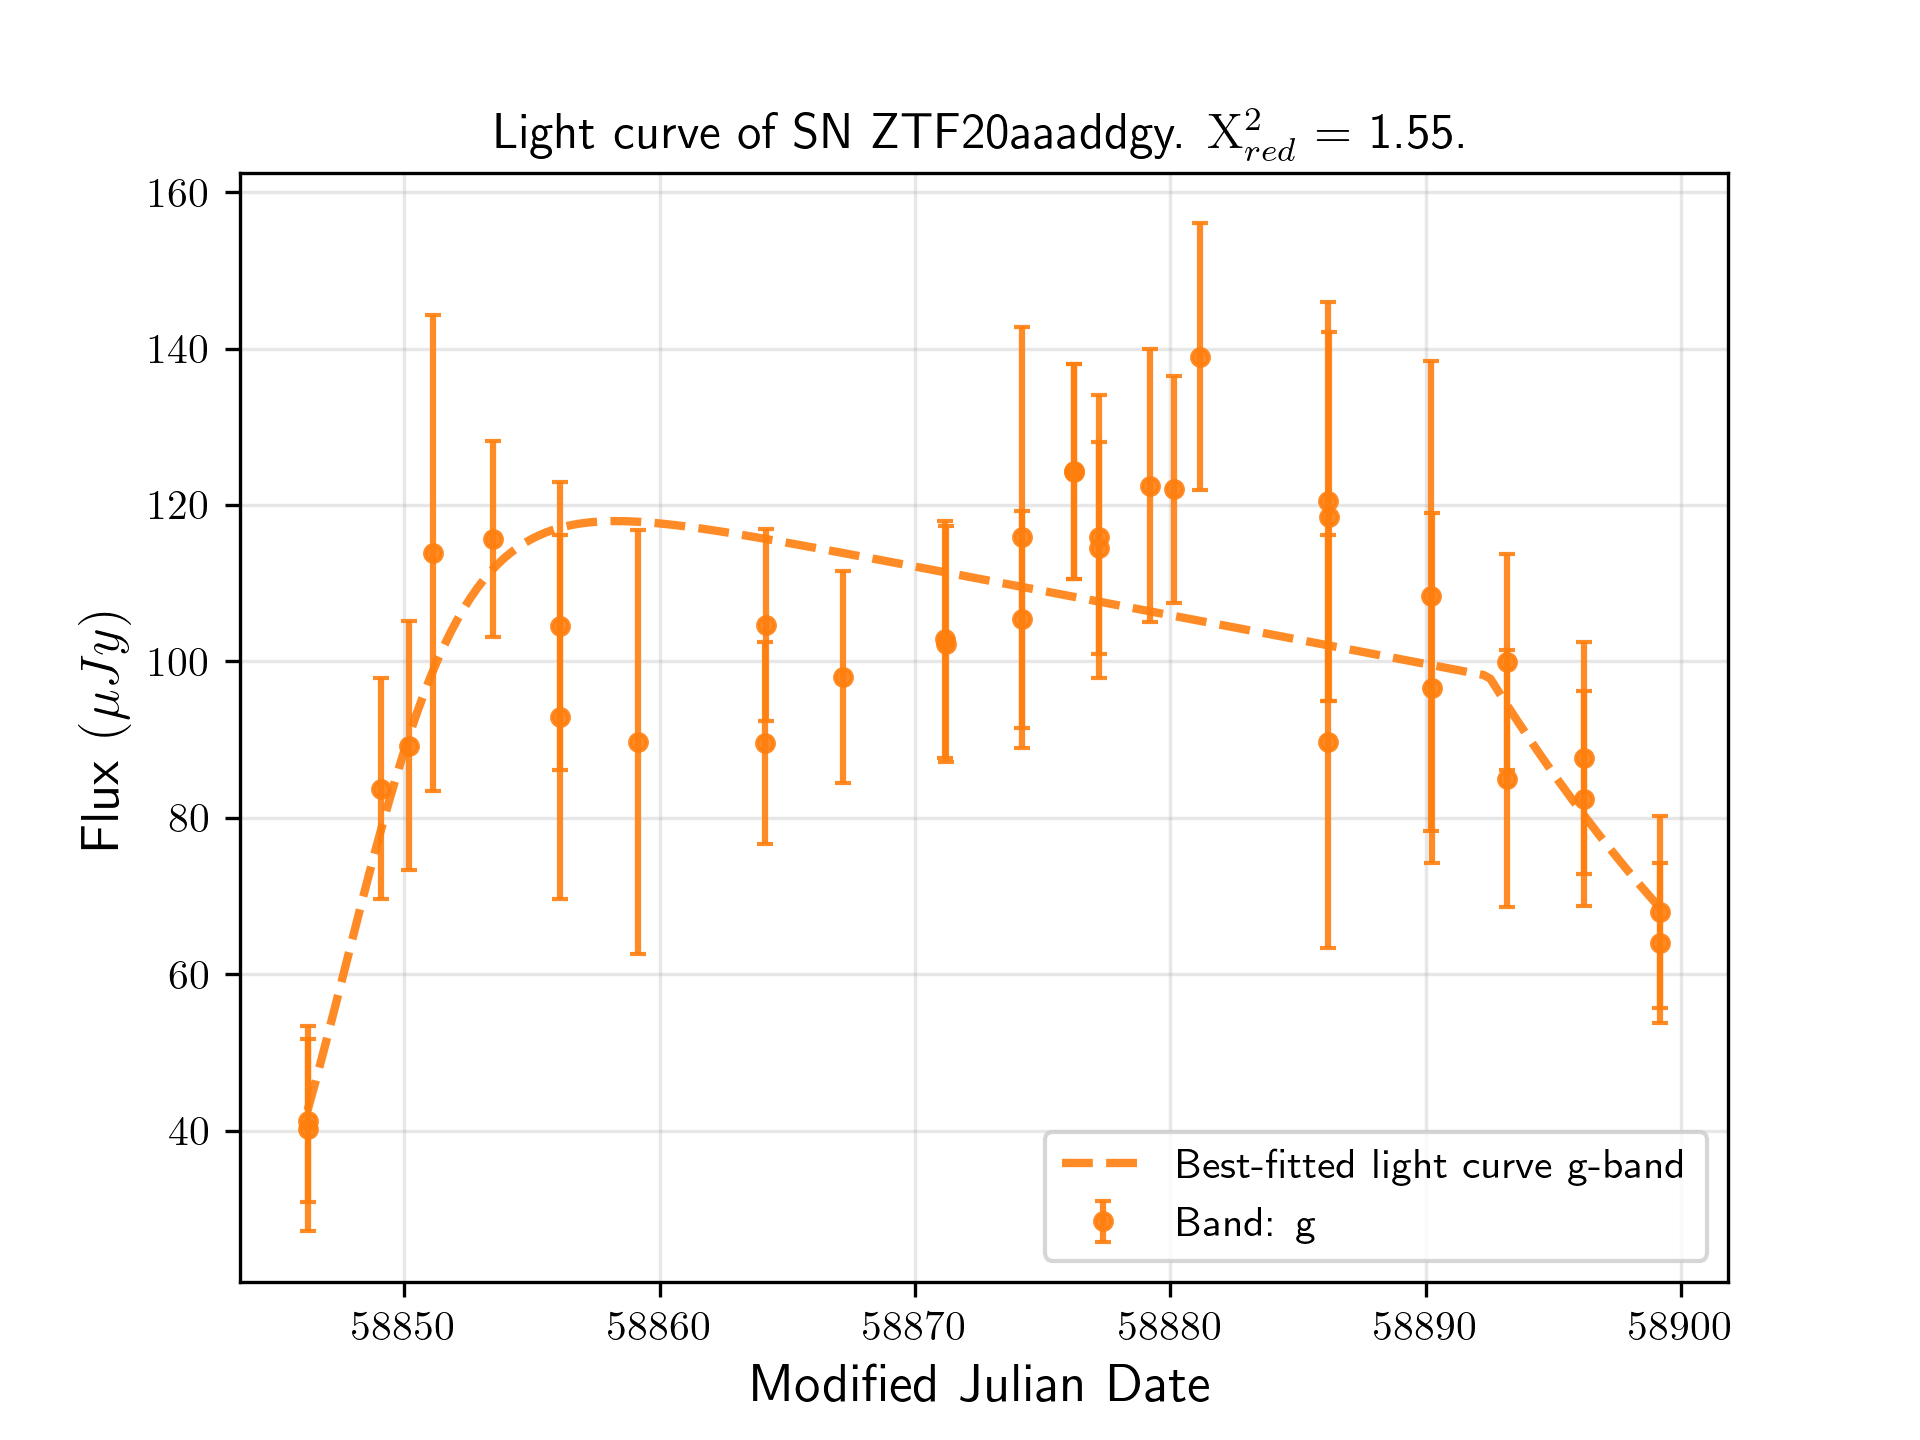 Light curve of SN ZTF20aaaddgy. X²_red = 1.55.
160
140
120
100
80
60
40
Flux (μJy)
58850 58860 58870 58880 58890 58900
Modified Julian Date
Best-fitted light curve g-band
Band: g